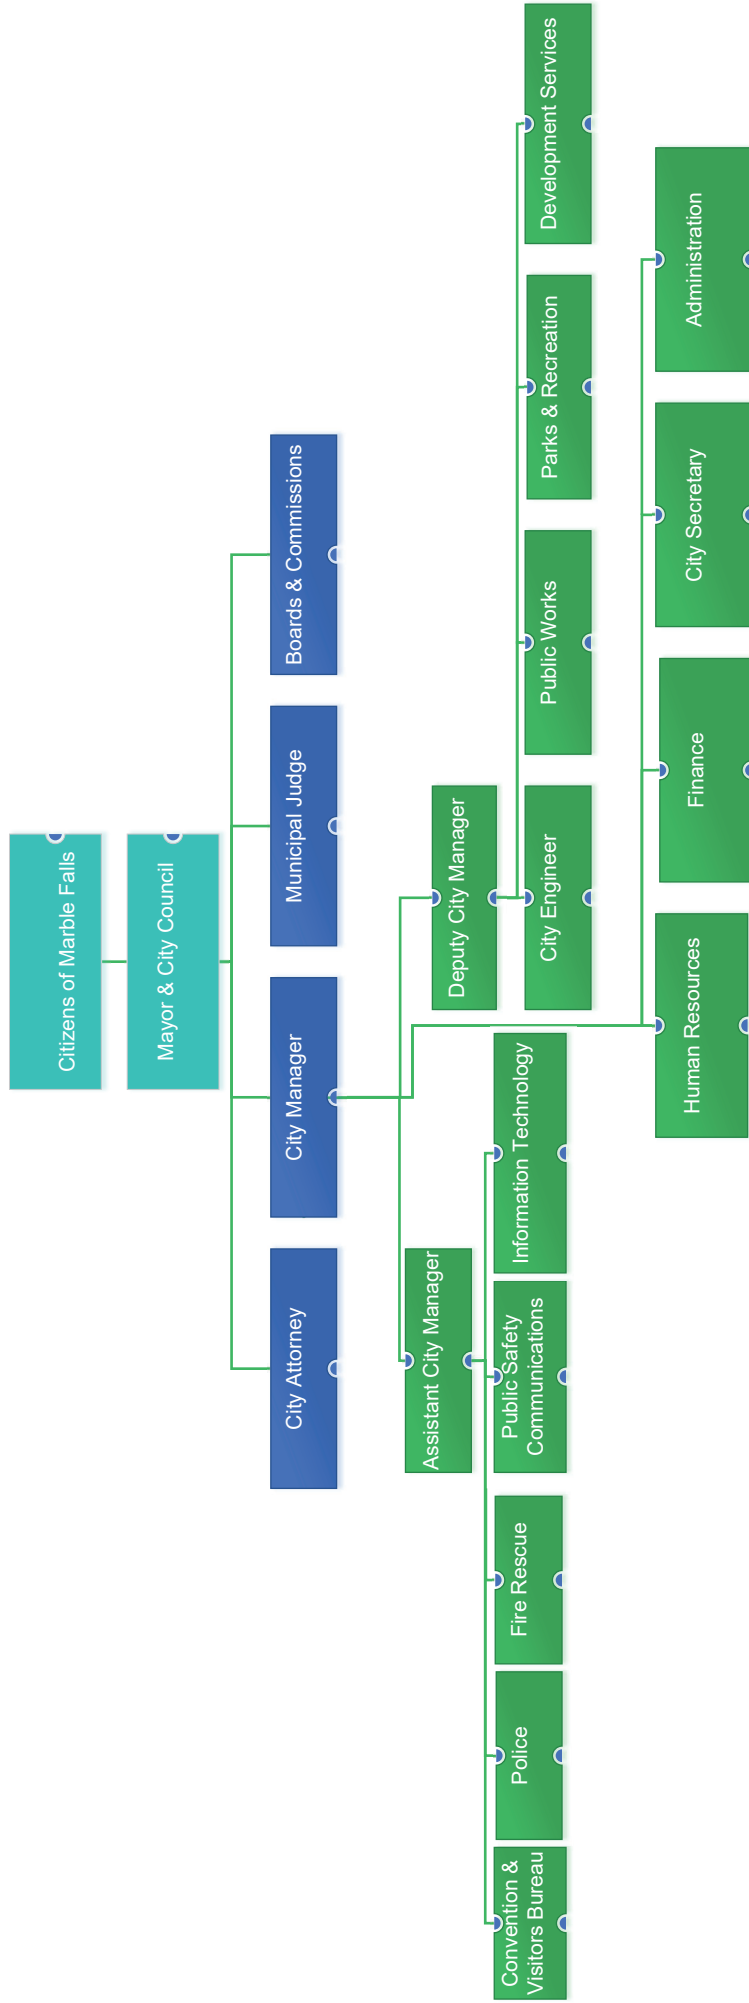 Citizens of Marble Falls
Mayor & City Council
City Attorney
City Manager
Municipal Judge
Boards & Commissions
Assistant City Manager
Deputy City Manager
Convention &
Visitors Bureau
Police
Fire Rescue
Public Safety
Communications
Information Technology
City Engineer
Public Works
Parks & Recreation
Development Services
Human Resources
Finance
City Secretary
Administration